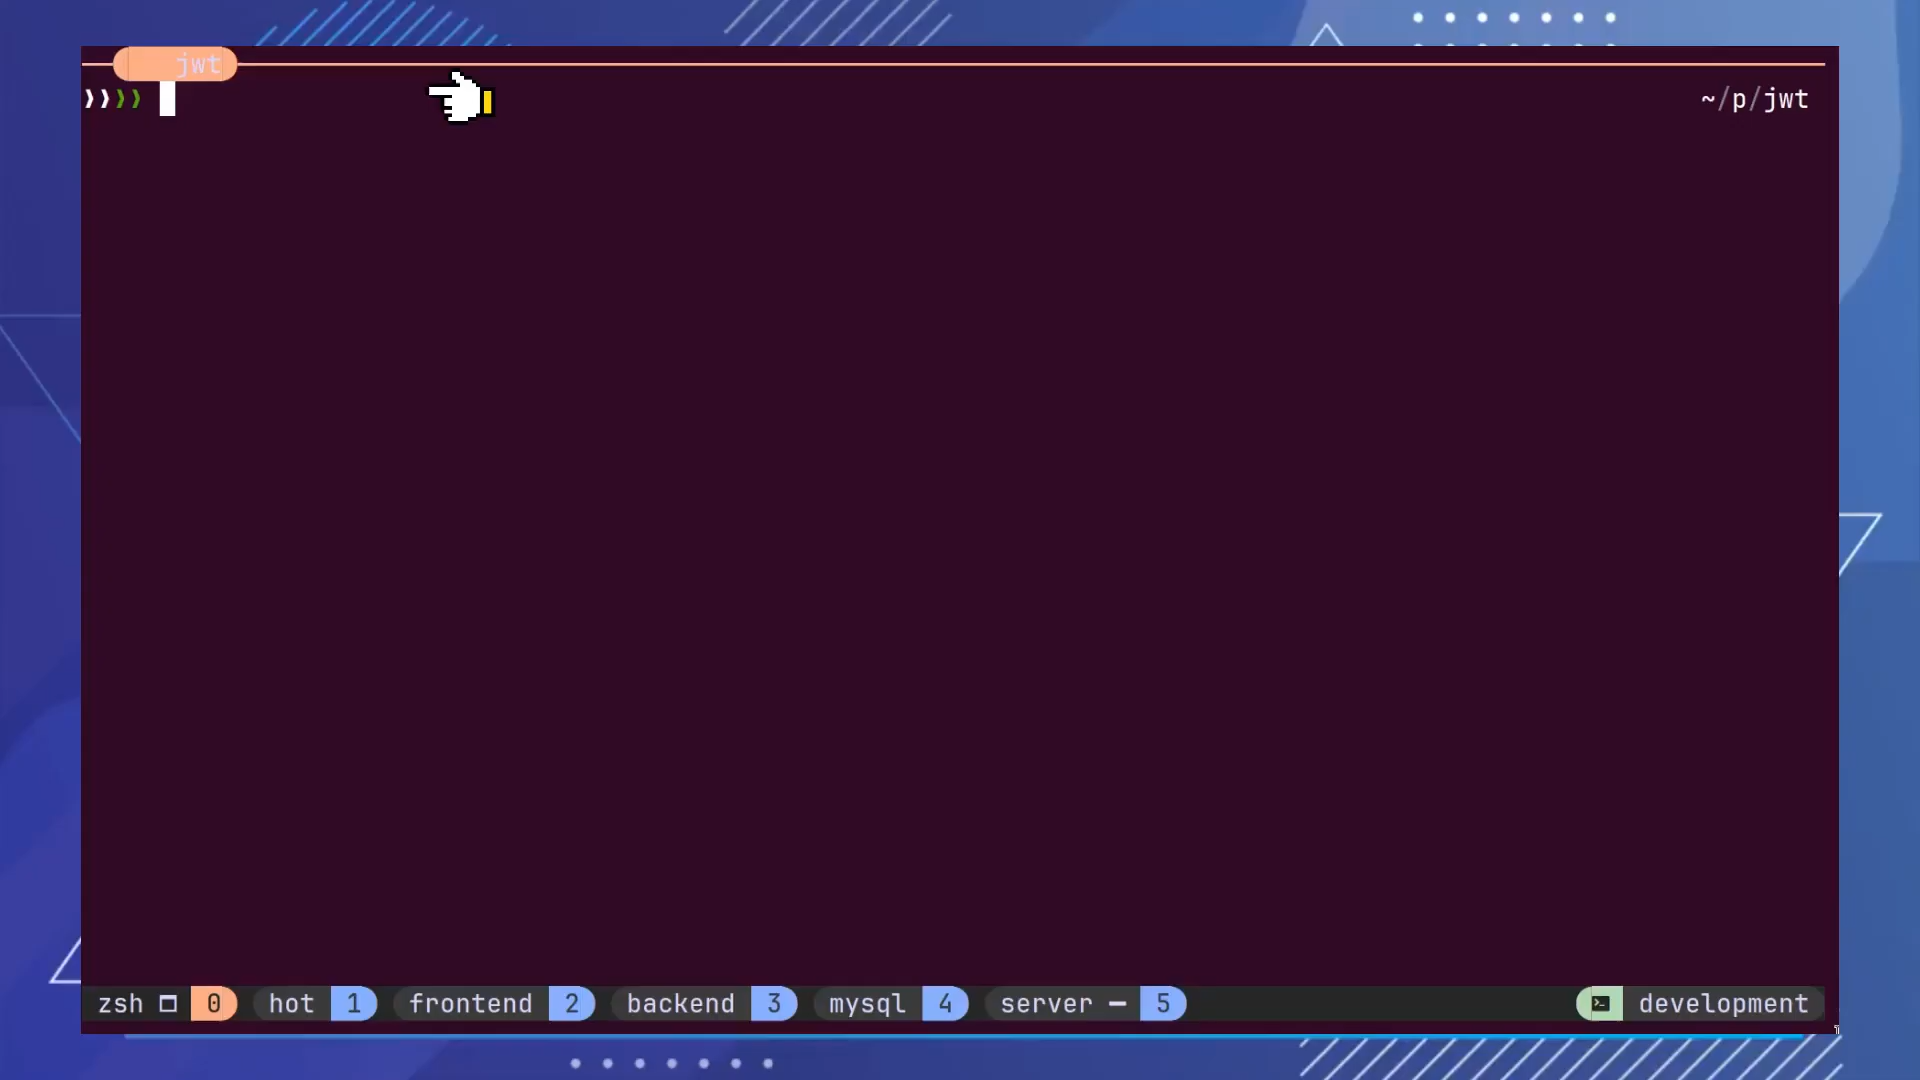 jwt
❭❭❭❭ ~/p/jwt
zsh 0 hot 1 frontend 2 backend 3 mysql 4 server - 5 development